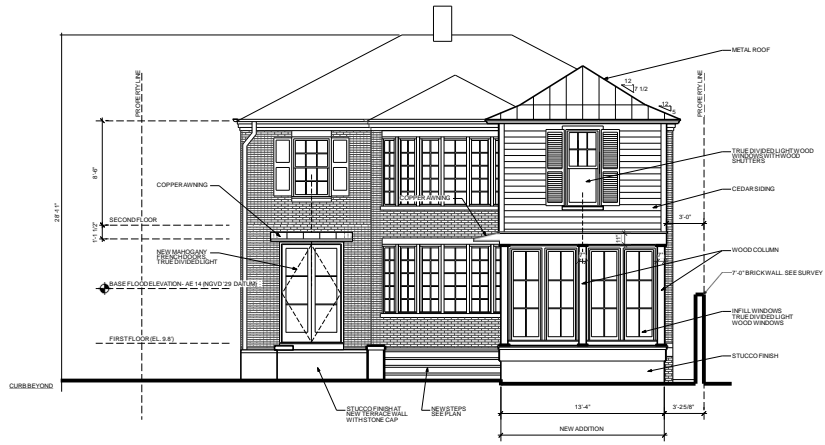 METAL ROOF
12
7 1/2
12
5
PROPERTY LINE
PROPERTY LINE
8'-6"
28'-4 1"
TRUE DIVIDED LIGHT WOOD
WINDOWS WITH WOOD
SHUTTERS
COPPER AWNING
CEDAR SIDING
COPPER AWNING
SECOND FLOOR
3'-0"
1'-1 1/2"
NEW MAHOGANY
FRENCH DOORS,
TRUE DIVIDED LIGHT
WOOD COLUMN
7'-0" BRICK WALL. SEE SURVEY
BASE FLOOD ELEVATION - AE 14 (NGVD '29 DATUM)
INFILL WINDOWS
TRUE DIVIDED LIGHT
WOOD WINDOWS
FIRST FLOOR (EL. 9.8')
STUCCO FINISH
CURB BEYOND
STUCCO FINISH AT
NEW TERRACE WALL
WITH STONE CAP
NEW STEPS
SEE PLAN
13'-4"
3'-2 5/8"
NEW ADDITION